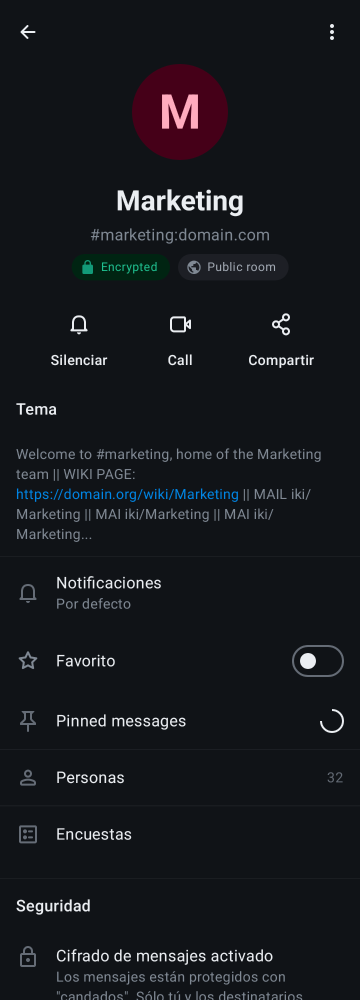 M
Marketing
#marketing:domain.com
Encrypted
Public room
Silenciar
Call
Compartir
Tema
Welcome to #marketing, home of the Marketing
team || WIKI PAGE:
https://domain.org/wiki/Marketing || MAIL iki/
Marketing || MAI iki/Marketing || MAI iki/
Marketing...
Notificaciones
Por defecto
Favorito
Pinned messages
Personas
32
Encuestas
Seguridad
Cifrado de mensajes activado
Los mensajes están protegidos con
"candados". Sólo tú y los destinatarios